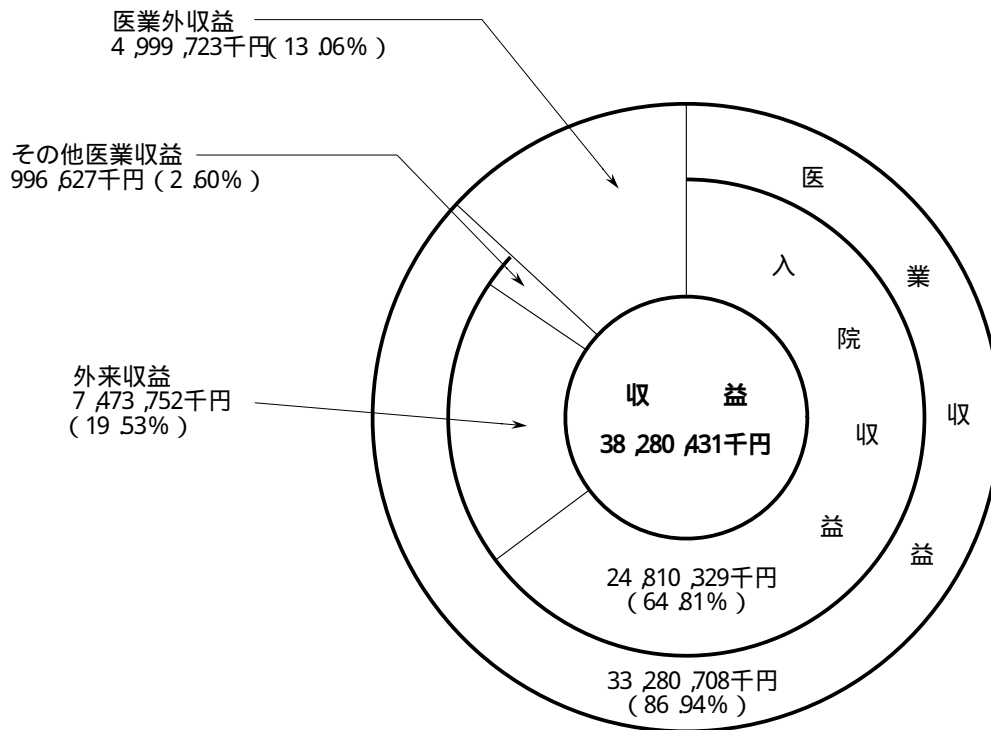 医業外収益
4,999,723千円(13.06%)
その他医業収益
996,627千円(2.60%)
外来収益
7,473,752千円
(19.53%)
収 益
38,280,431千円
入院収益
24,810,329千円
(64.81%)
医業収益
33,280,708千円
(86.94%)